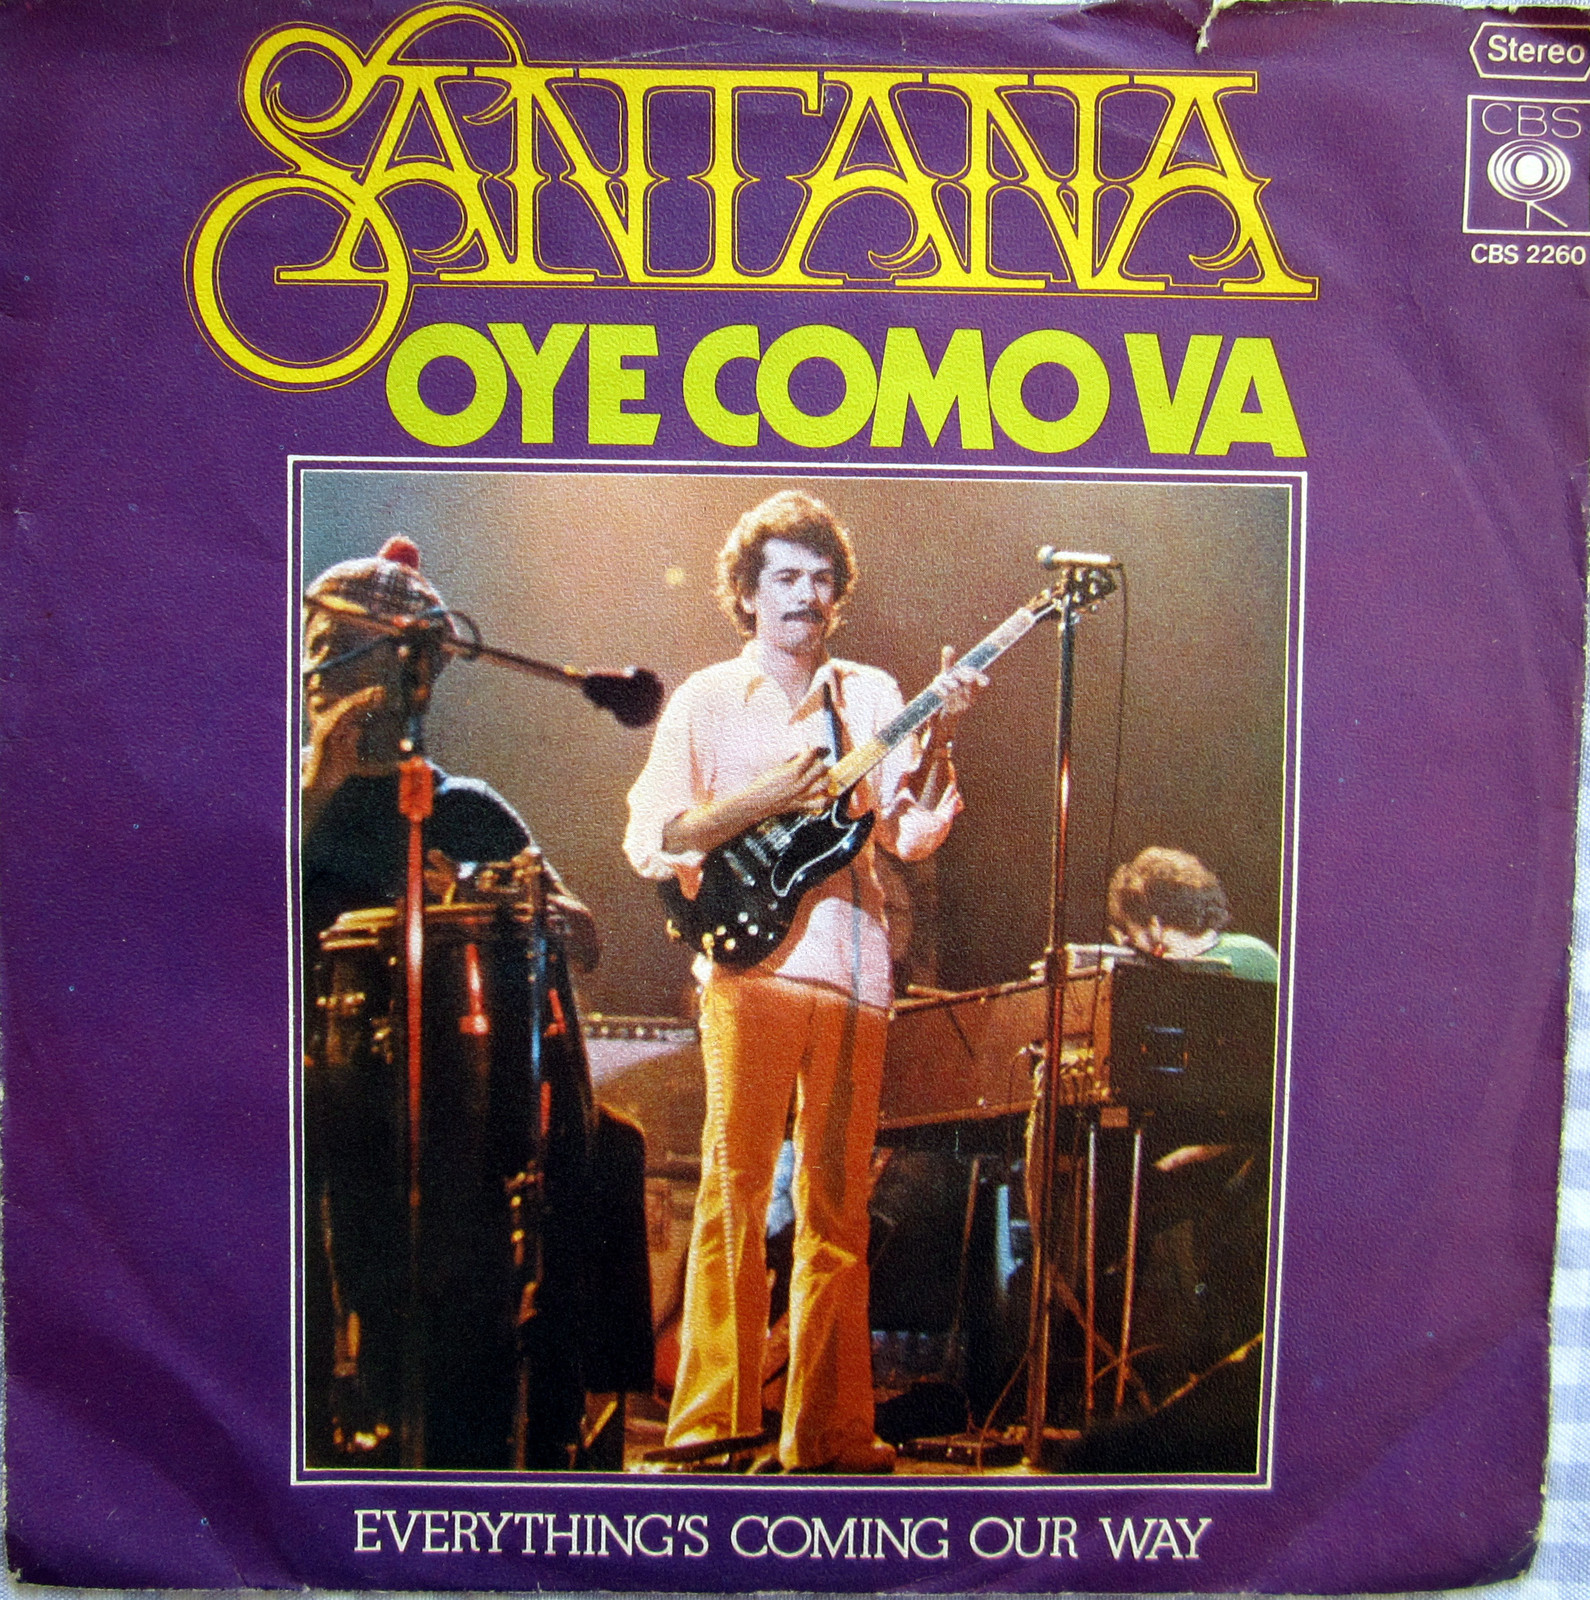 SANTANA
OYE COMO VA
Stereo
CBS
CBS 2260
EVERYTHING'S COMING OUR WAY